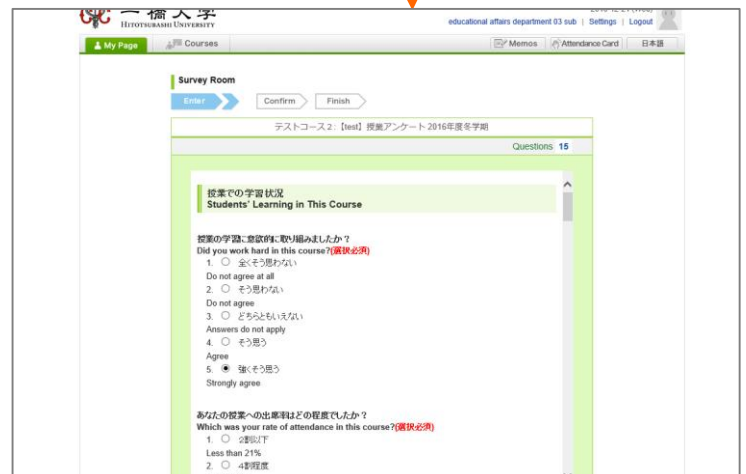 一橋大学
HITOTSUBASHI UNIVERSITY
educational affairs department 03 sub | Settings | Logout
My Page
Courses
Memos
Attendance Card
日本語
Survey Room
Enter
Confirm
Finish
テストコース2:【test】授業アンケート 2016年度冬学期
Questions 15
授業での学習状況
Students' Learning in This Course
授業の学習に意欲的に取り組みましたか?
Did you work hard in this course?(選択必須)
1. 全くそう思わない
Do not agree at all
2. そう思わない
Do not agree
3. どちらともいえない
Answers do not apply
4. そう思う
Agree
5. 強くそう思う
Strongly agree
あなたの授業への出席率はどの程度でしたか?
Which was your rate of attendance in this course?(選択必須)
1. 2割以下
Less than 21%
2. 4割程度